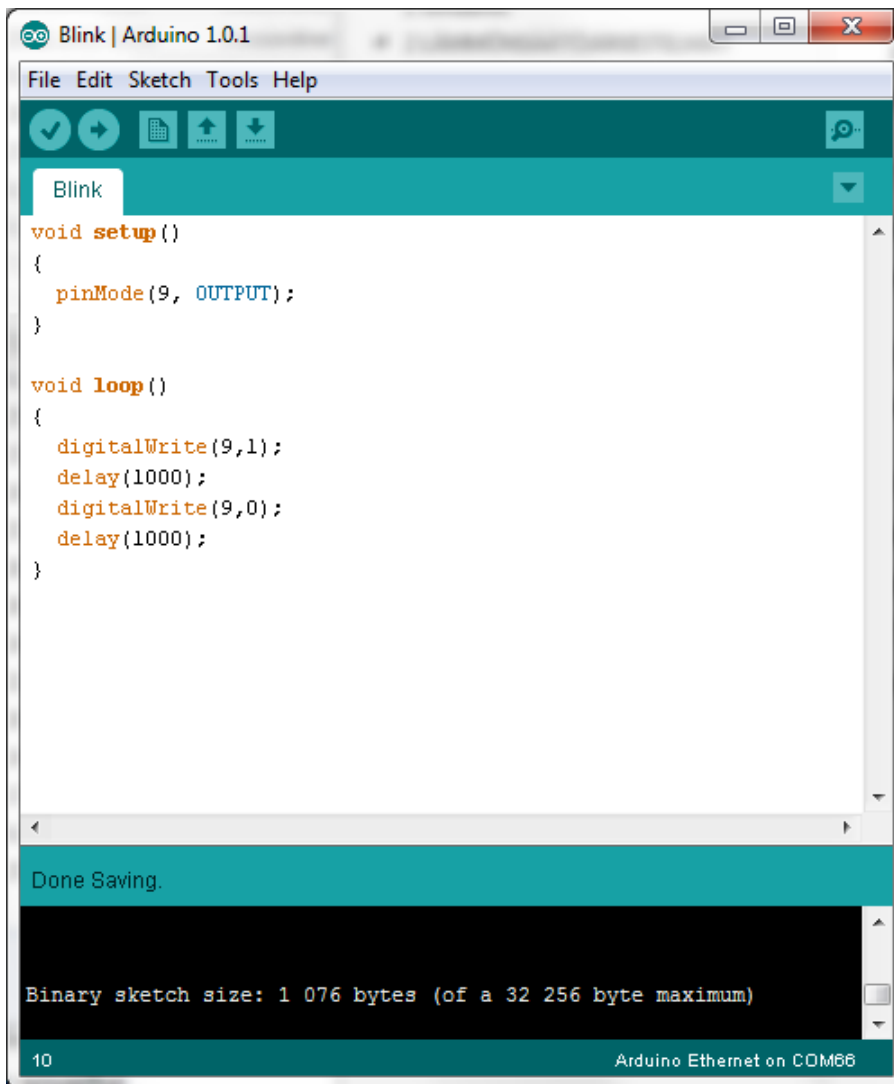 Blink | Arduino 1.0.1
File Edit Sketch Tools Help
Blink
void setup()
{
  pinMode(9, OUTPUT);
}
void loop()
{
  digitalWrite(9,1);
  delay(1000);
  digitalWrite(9,0);
  delay(1000);
}
Done Saving.
Binary sketch size: 1 076 bytes (of a 32 256 byte maximum)
10 Arduino Ethernet on COM66